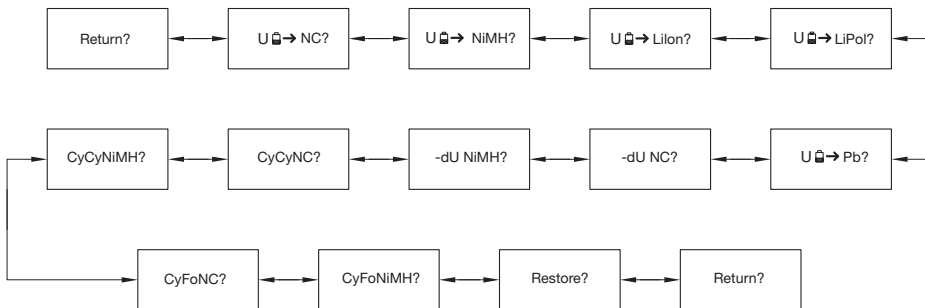 Return?
U → NC?
U → NiMH?
U → LiIon?
U → LiPol?
CyCyNiMH?
CyCyNC?
-dU NiMH?
-dU NC?
U → Pb?
CyFoNC?
CyFoNiMH?
Restore?
Return?